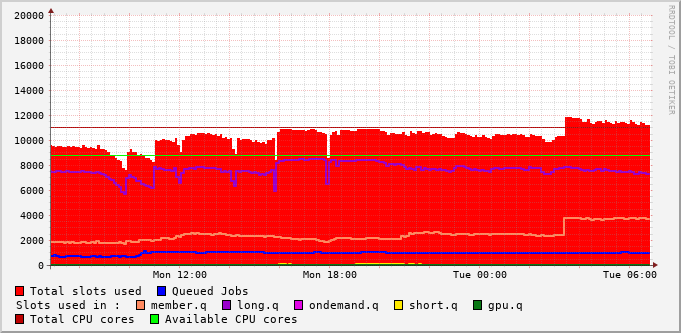 20000
18000
16000
14000
12000
10000
8000
6000
4000
2000
0
Mon 12:00 Mon 18:00 Tue 00:00 Tue 06:00
RRDTOOL / TOBI OETIKER
Total slots used Queued Jobs
Slots used in : member.q long.q ondemand.q short.q gpu.q
Total CPU cores Available CPU cores